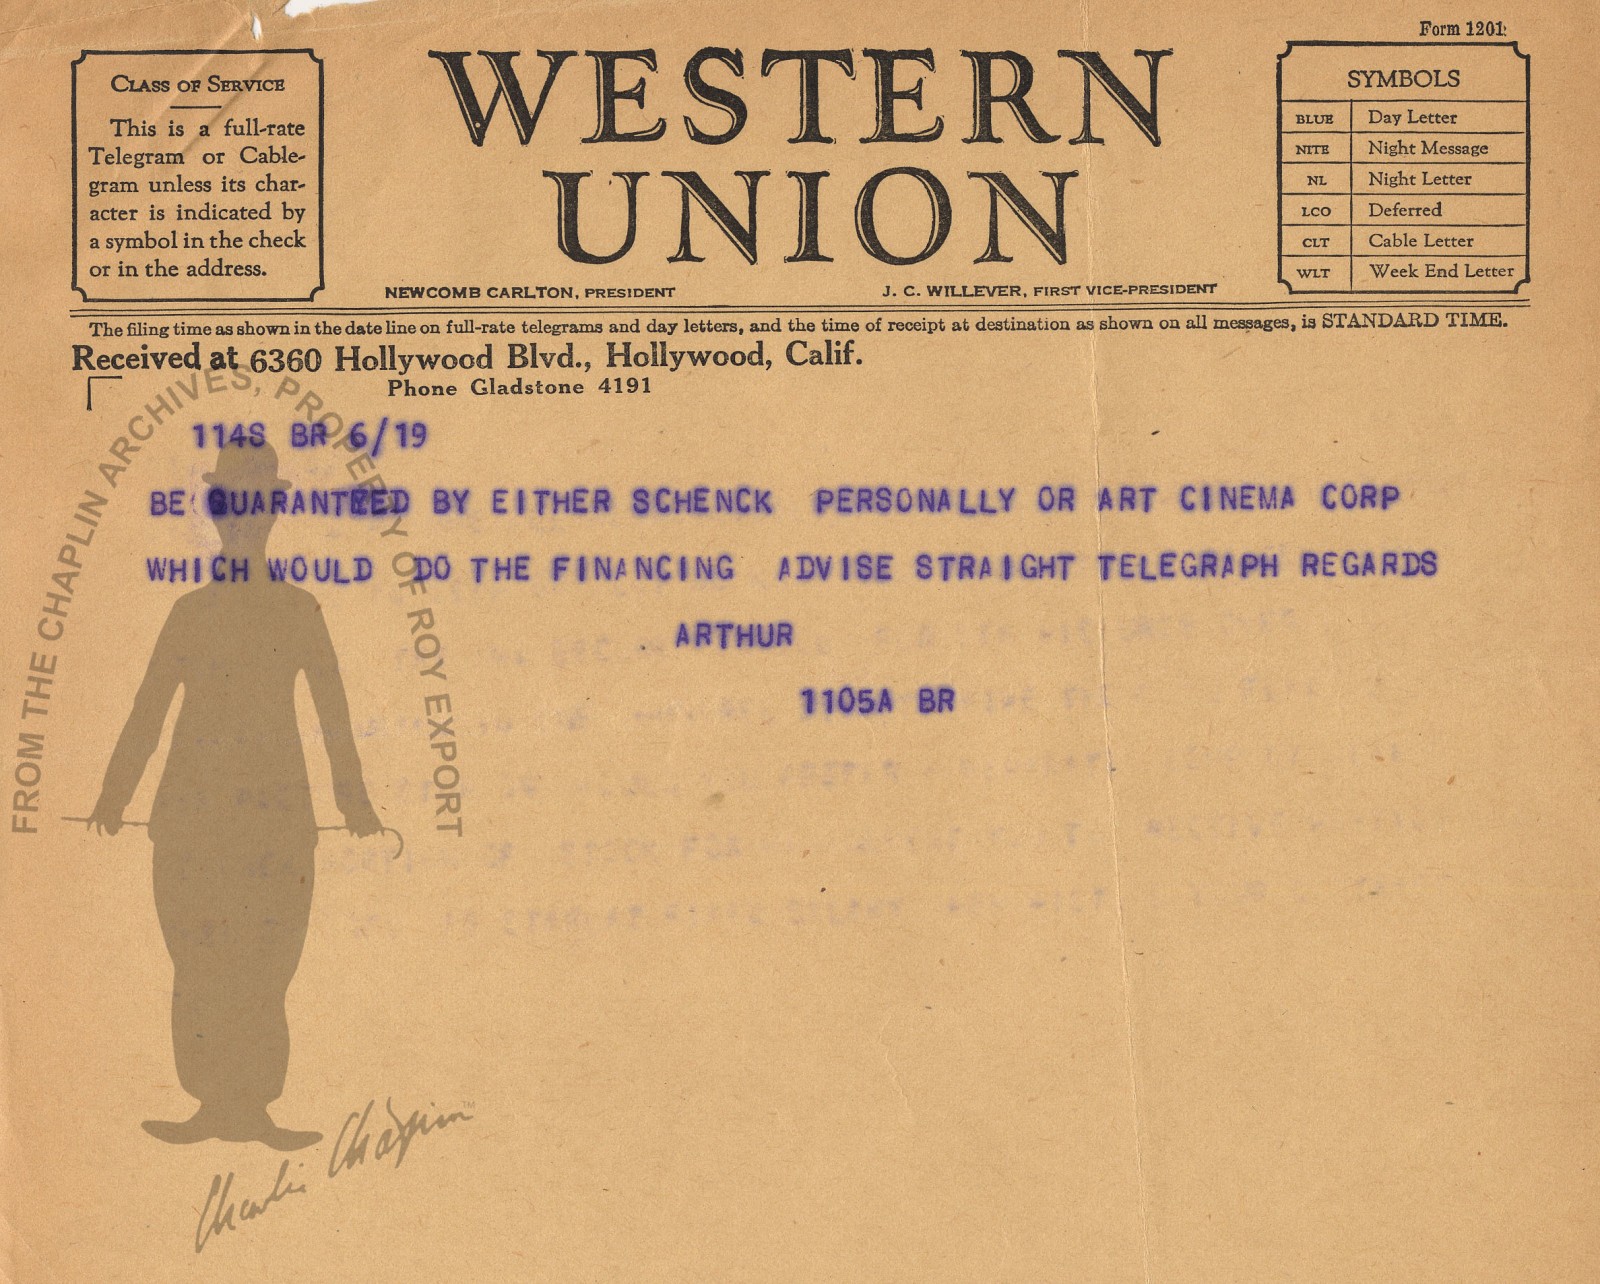 Form 1201
CLASS OF SERVICE
This is a full-rate
Telegram or Cable-
gram unless its char-
acter is indicated by
a symbol in the check
or in the address.
WESTERN
UNION
NEWCOMB CARLTON, PRESIDENT
J. C. WILLEVER, FIRST VICE-PRESIDENT
SYMBOLS
BLUE Day Letter
NITE Night Message
NL Night Letter
LCO Deferred
CLT Cable Letter
WLT Week End Letter
The filing time as shown in the date line on full-rate telegrams and day letters, and the time of receipt at destination as shown on all messages, is STANDARD TIME.
Received at 6360 Hollywood Blvd., Hollywood, Calif.
Phone Gladstone 4191
114S BR 6/19
BE GUARANTEED BY EITHER SCHENCK PERSONALLY OR ART CINEMA CORP
WHICH WOULD DO THE FINANCING ADVISE STRAIGHT TELEGRAPH REGARDS
ARTHUR
1105A BR
FROM THE CHAPLIN ARCHIVES, PROPERTY OF ROY EXPORT
Charlie Chaplin™